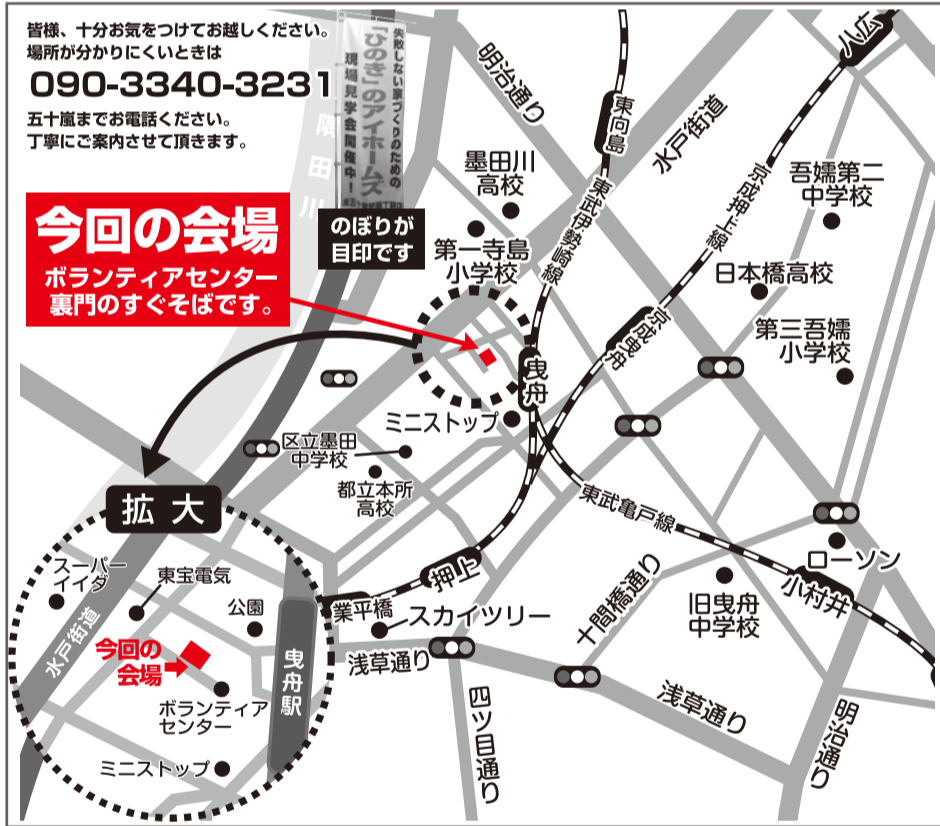 皆様、十分お気をつけてお越しください。
場所が分かりにくいときは
090-3340-3231
五十嵐までお電話ください。
丁寧にご案内させて頂きます。
失敗しない家づくりのための
「ひのき」のアイホームズ
現場見学会開催中!
隅田川
のぼりが
目印です
今回の会場
ボランティアセンター
裏門のすぐそばです。
明治通り
東向島
水戸街道
八広
墨田川
高校
第一寺島
小学校
東武伊勢崎線
京成押上線
吾嬬第二
中学校
日本橋高校
第三吾嬬
小学校
京成曳舟
曳舟
ミニストップ
区立墨田
中学校
都立本所
高校
東武亀戸線
拡大
押上
業平橋
スカイツリー
浅草通り
十間橋通り
旧曳舟
中学校
ローソン
小村井
浅草通り
四ツ目通り
明治通り
スーパー
イイダ
東宝電気
公園
水戸街道
今回の
会場
曳舟駅
ボランティア
センター
ミニストップ